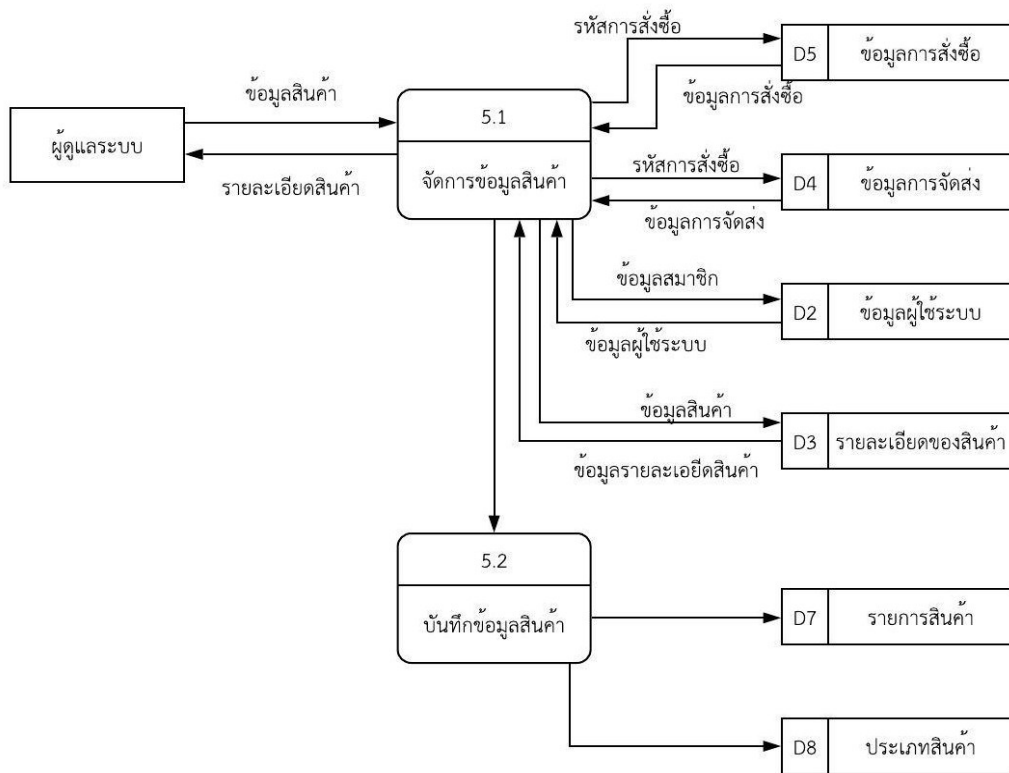 รหัสการสั่งซื้อ
D5 ข้อมูลการสั่งซื้อ
ข้อมูลสินค้า
ข้อมูลการสั่งซื้อ
5.1
ผู้ดูแลระบบ
จัดการข้อมูลสินค้า
รหัสการสั่งซื้อ
D4 ข้อมูลการจัดส่ง
รายละเอียดสินค้า
ข้อมูลการจัดส่ง
ข้อมูลสมาชิก
D2 ข้อมูลผู้ใช้ระบบ
ข้อมูลผู้ใช้ระบบ
ข้อมูลสินค้า
D3 รายละเอียดของสินค้า
ข้อมูลรายละเอยีดสินค้า
5.2
บันทึกข้อมูลสินค้า
D7 รายการสินค้า
D8 ประเภทสินค้า